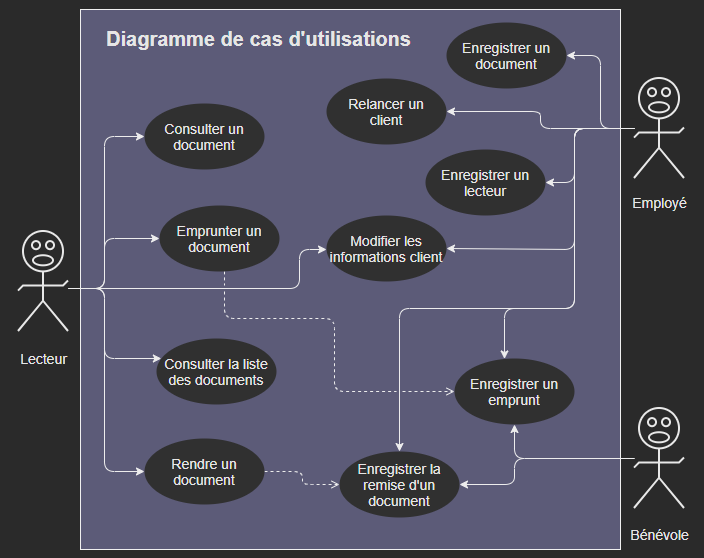 Diagramme de cas d'utilisations
Enregistrer un
document
Relancer un
client
Consulter un
document
Enregistrer un
lecteur
Employé
Emprunter un
document
Modifier les
informations client
Lecteur
Consulter la liste
des documents
Enregistrer un
emprunt
Rendre un
document
Enregistrer la
remise d'un
document
Bénévole